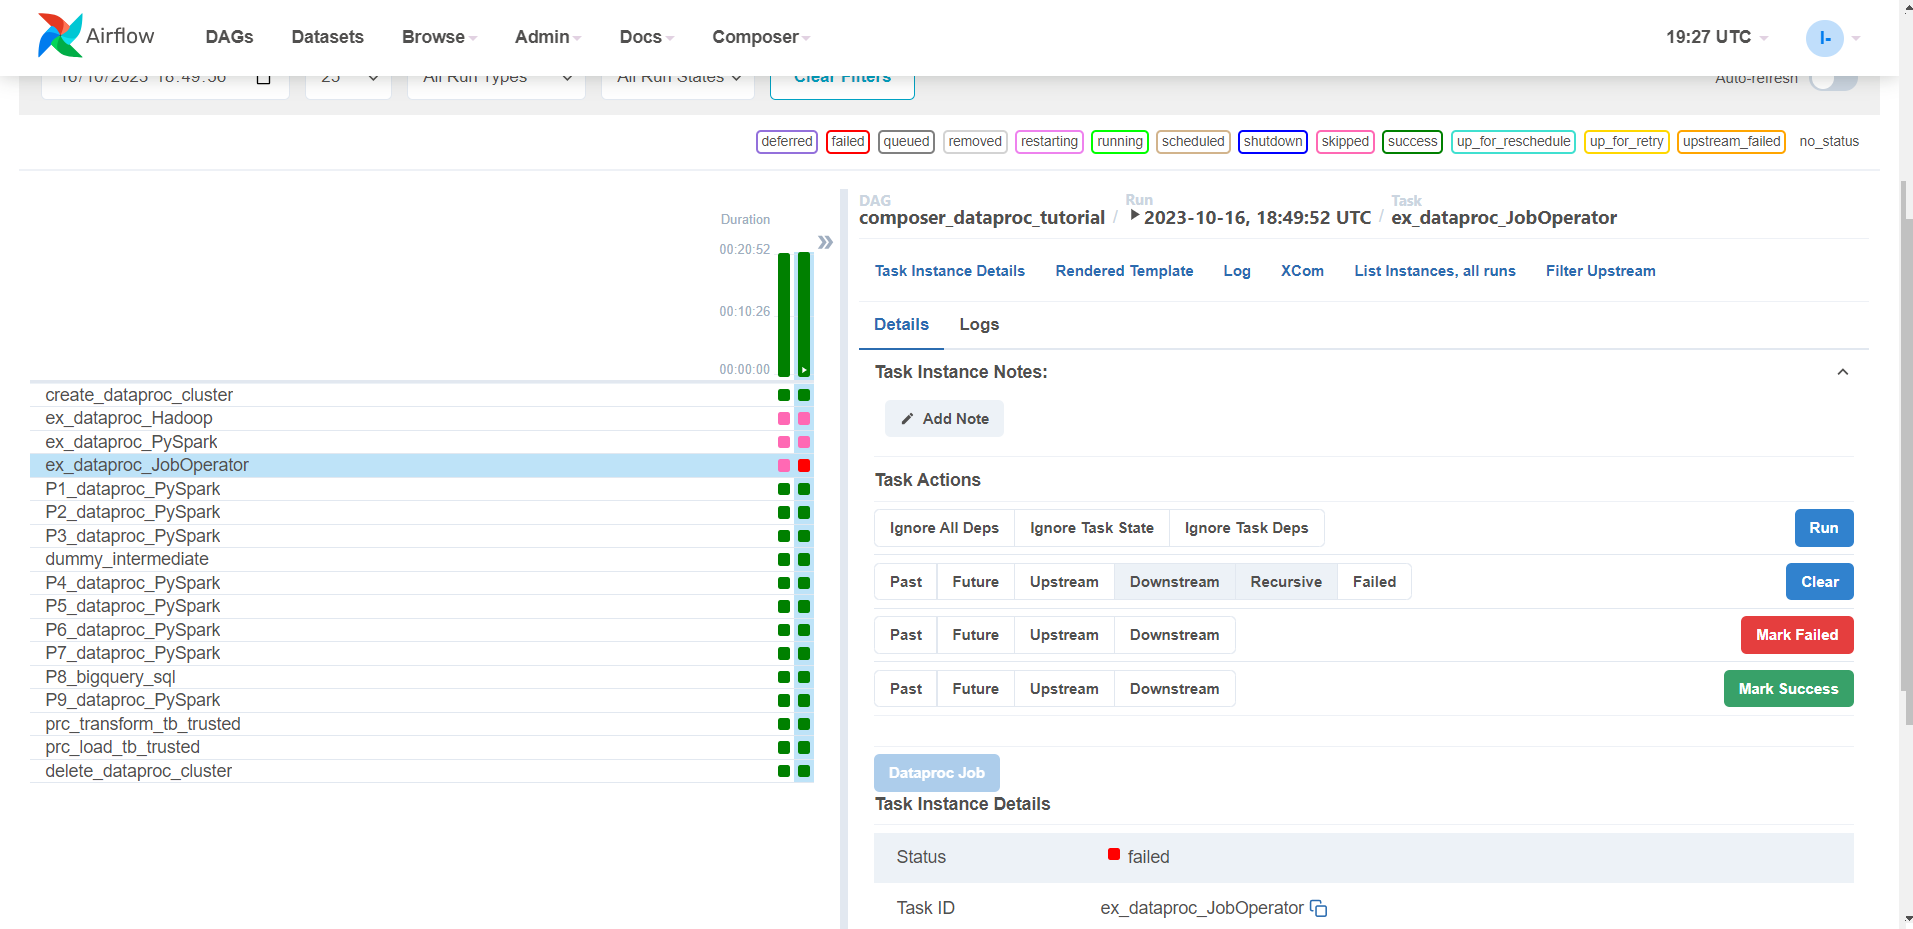 Airflow DAGs Datasets Browse Admin Docs Composer 19:27 UTC I-
16/10/2023 18:49:56 25 All Run Types All Run States Clear Filters Auto-refresh
deferred failed queued removed restarting running scheduled shutdown skipped success up_for_reschedule up_for_retry upstream_failed no_status
Duration
00:20:52
00:10:26
00:00:00
create_dataproc_cluster
ex_dataproc_Hadoop
ex_dataproc_PySpark
ex_dataproc_JobOperator
P1_dataproc_PySpark
P2_dataproc_PySpark
P3_dataproc_PySpark
dummy_intermediate
P4_dataproc_PySpark
P5_dataproc_PySpark
P6_dataproc_PySpark
P7_dataproc_PySpark
P8_bigquery_sql
P9_dataproc_PySpark
prc_transform_tb_trusted
prc_load_tb_trusted
delete_dataproc_cluster
DAG Run Task
composer_dataproc_tutorial / 2023-10-16, 18:49:52 UTC / ex_dataproc_JobOperator
Task Instance Details Rendered Template Log XCom List Instances, all runs Filter Upstream
Details Logs
Task Instance Notes:
Add Note
Task Actions
Ignore All Deps Ignore Task State Ignore Task Deps Run
Past Future Upstream Downstream Recursive Failed Clear
Past Future Upstream Downstream Mark Failed
Past Future Upstream Downstream Mark Success
Dataproc Job
Task Instance Details
Status failed
Task ID ex_dataproc_JobOperator